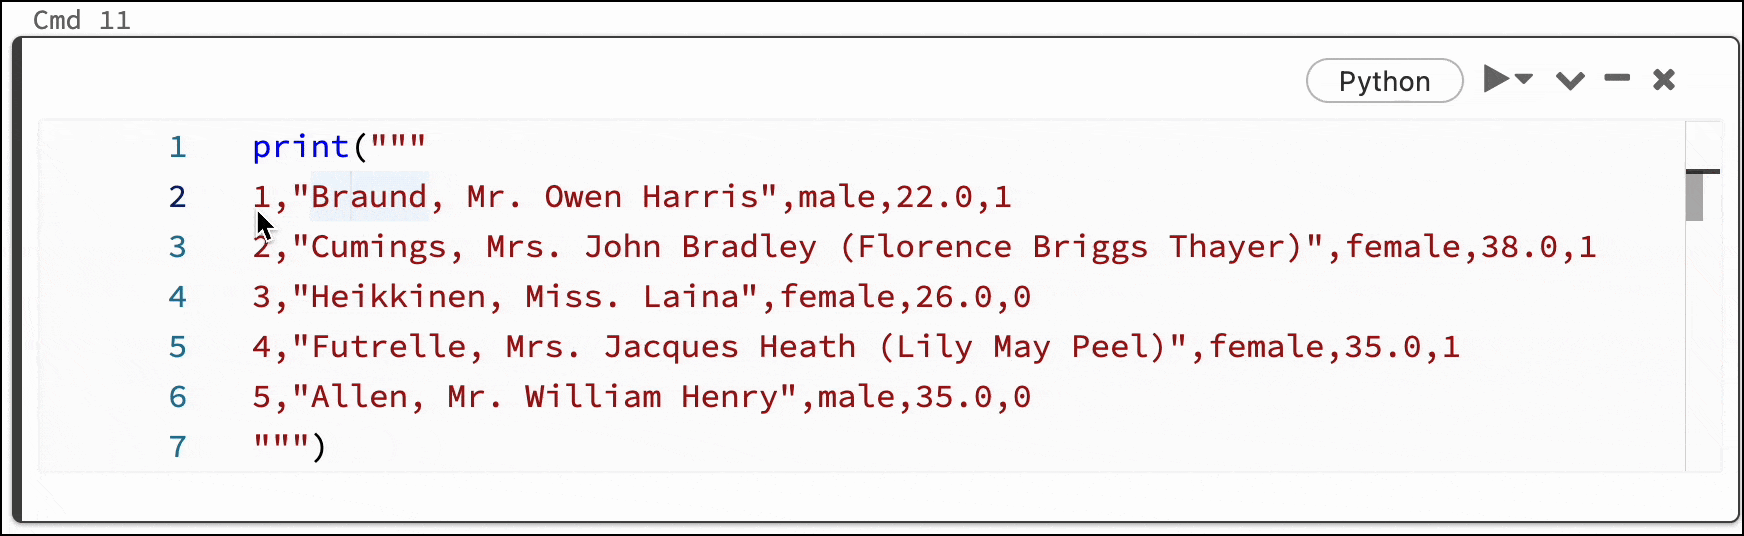 Cmd 11
Python
1 print("""
2 1,"Braund, Mr. Owen Harris",male,22.0,1
3 2,"Cumings, Mrs. John Bradley (Florence Briggs Thayer)",female,38.0,1
4 3,"Heikkinen, Miss. Laina",female,26.0,0
5 4,"Futrelle, Mrs. Jacques Heath (Lily May Peel)",female,35.0,1
6 5,"Allen, Mr. William Henry",male,35.0,0
7 """)